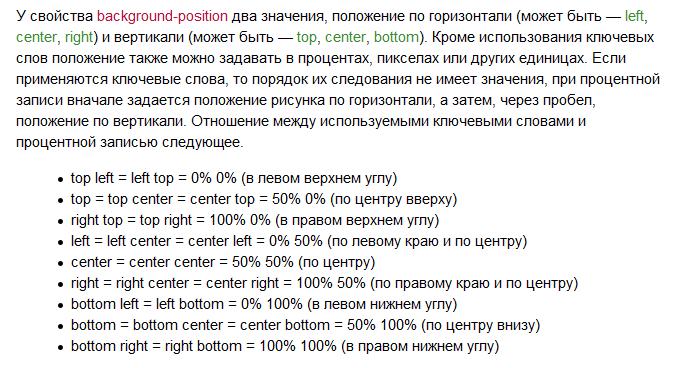 У свойства background-position два значения, положение по горизонтали (может быть — left,
center, right) и вертикали (может быть — top, center, bottom). Кроме использования ключевых
слов положение также можно задавать в процентах, пикселах или других единицах. Если
применяются ключевые слова, то порядок их следования не имеет значения, при процентной
записи вначале задается положение рисунка по горизонтали, а затем, через пробел,
положение по вертикали. Отношение между используемыми ключевыми словами и
процентной записью следующее.
• top left = left top = 0% 0% (в левом верхнем углу)
• top = top center = center top = 50% 0% (по центру вверху)
• right top = top right = 100% 0% (в правом верхнем углу)
• left = left center = center left = 0% 50% (по левому краю и по центру)
• center = center center = 50% 50% (по центру)
• right = right center = center right = 100% 50% (по правому краю и по центру)
• bottom left = left bottom = 0% 100% (в левом нижнем углу)
• bottom = bottom center = center bottom = 50% 100% (по центру внизу)
• bottom right = right bottom = 100% 100% (в правом нижнем углу)